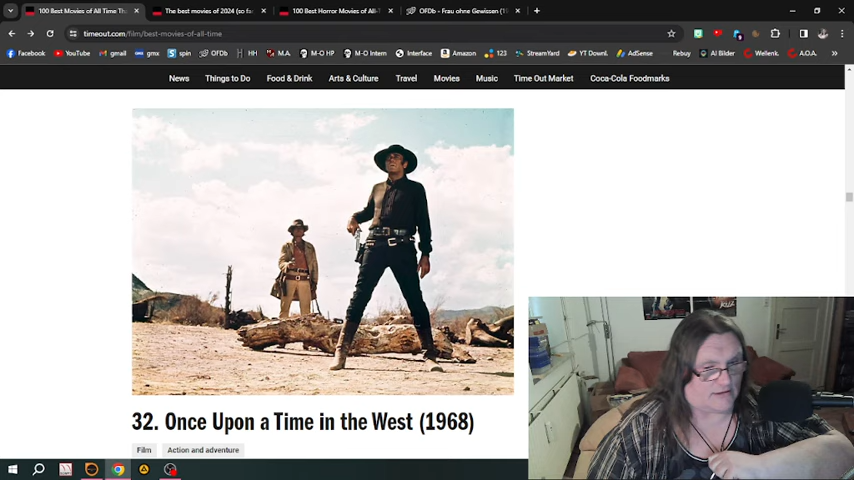 100 Best Movies of All Time Th
The best movies of 2024 (so fa
100 Best Horror Movies of All-T
OFDb - Frau ohne Gewissen (19
timeout.com/film/best-movies-of-all-time
Facebook
YouTube
gmail
gmx
spin
OFDb
M.A.
M-O HP
M-O Intern
Interface
Amazon
123
StreamYard
YT Downl.
AdSense
Rebuy
AI Bilder
Wellenk.
A.O.A.
News
Things to Do
Food & Drink
Arts & Culture
Travel
Movies
Music
Time Out Market
Coca-Cola Foodmarks
32. Once Upon a Time in the West (1968)
Film
Action and adventure